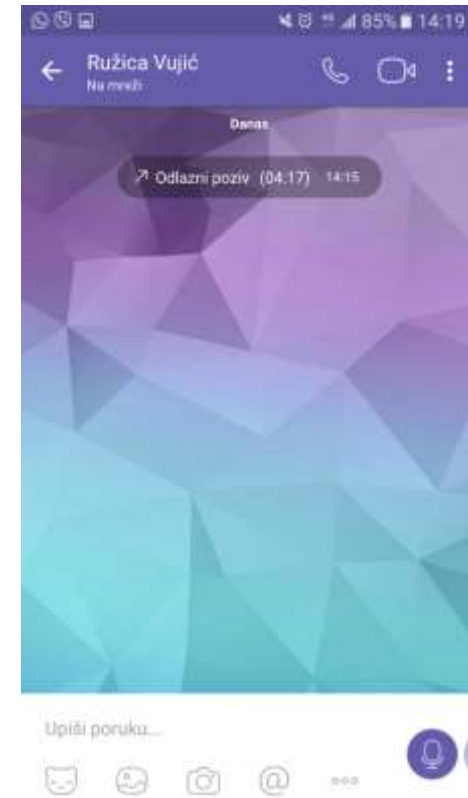 85% 14:19
Ružica Vujić
Na mreži
Danas
Odlazni poziv (04.17) 14:15
Upiši poruku...